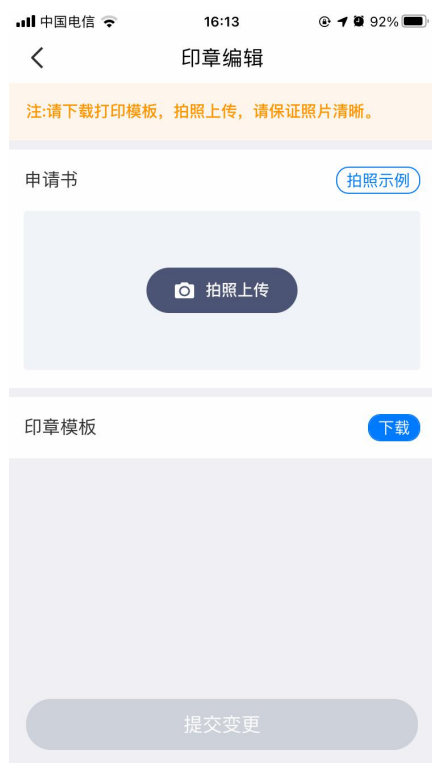 中国电信 16:13 92%
印章编辑
注:请下载打印模板，拍照上传，请保证照片清晰。
申请书 拍照示例
拍照上传
印章模板 下载
提交变更